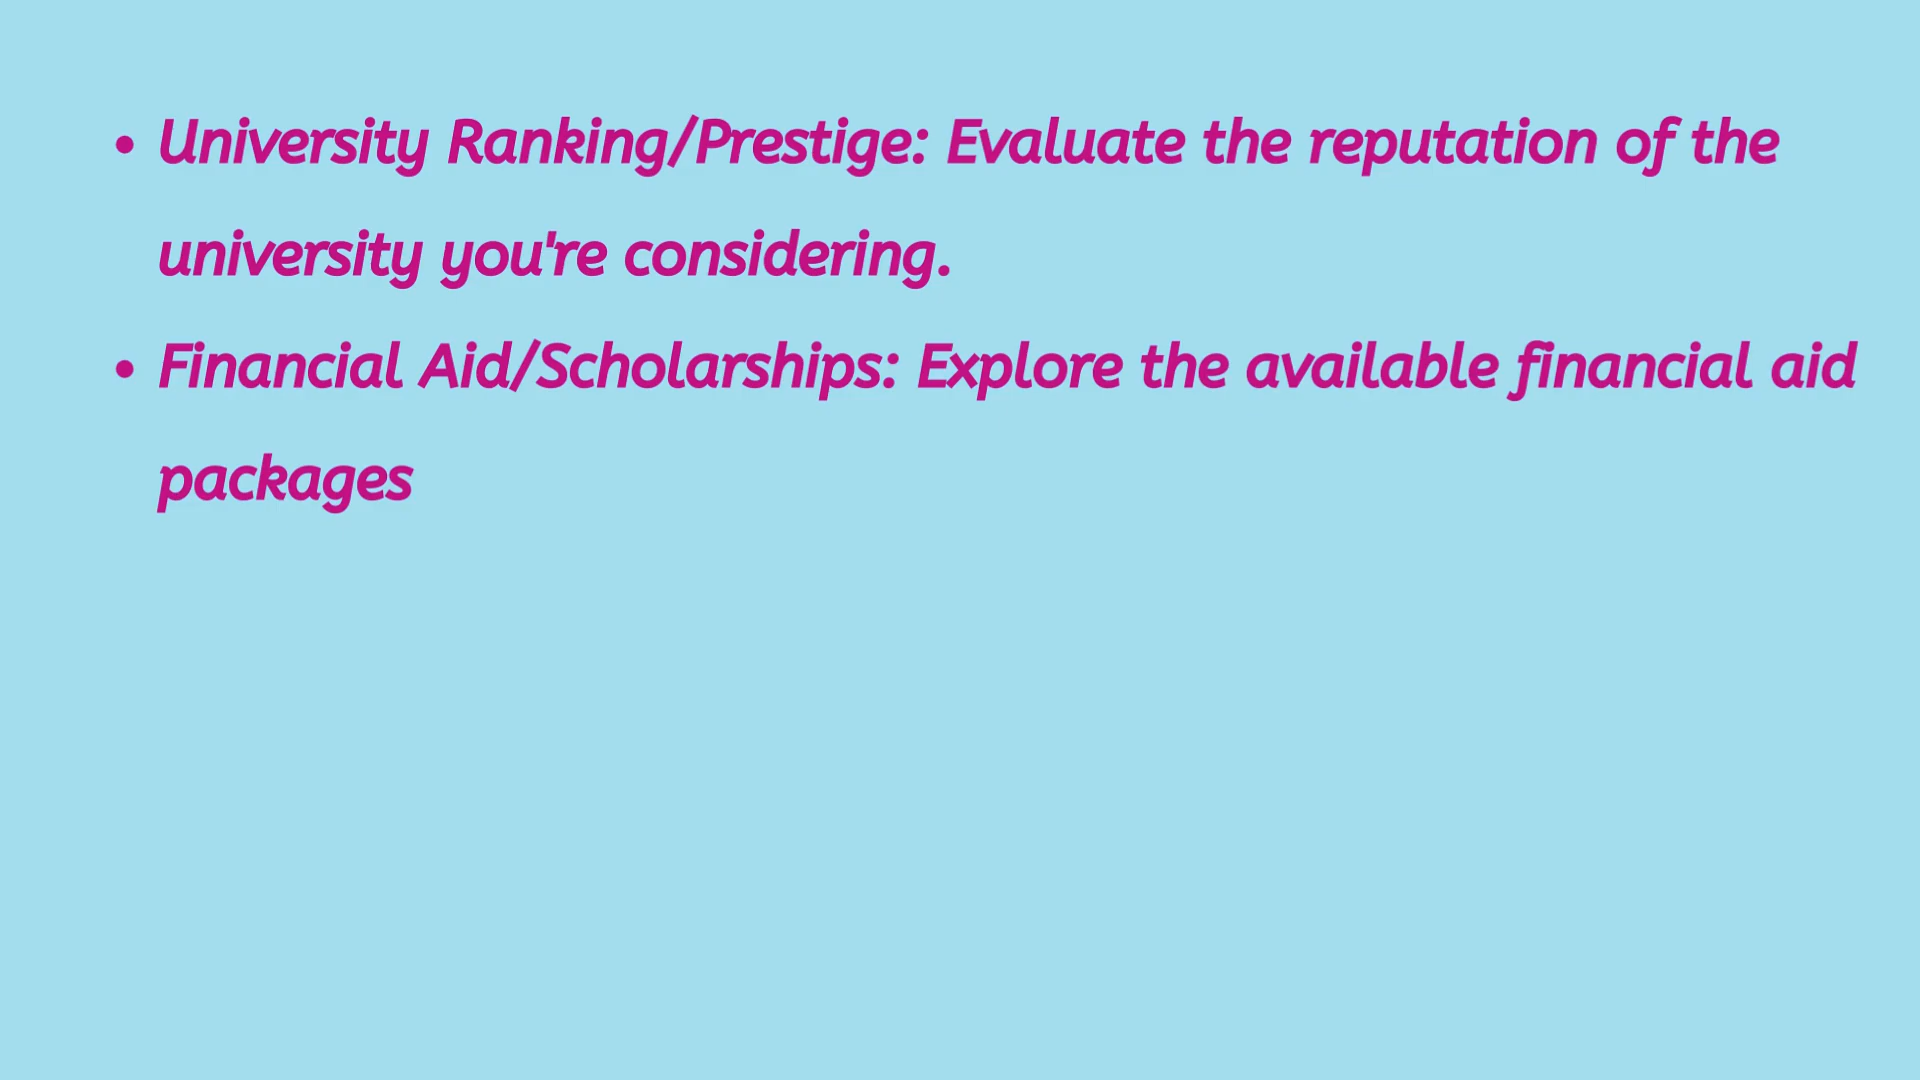 • University Ranking/Prestige: Evaluate the reputation of the
university you're considering.
• Financial Aid/Scholarships: Explore the available financial aid
packages